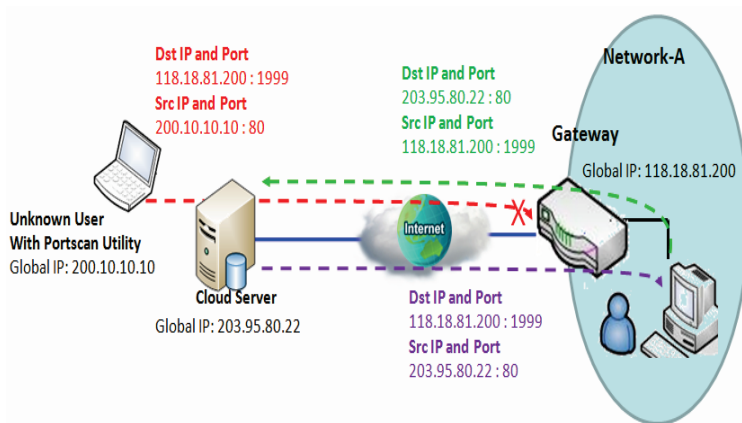 Dst IP and Port
118.18.81.200 : 1999
Src IP and Port
200.10.10.10 : 80
Dst IP and Port
203.95.80.22 : 80
Src IP and Port
118.18.81.200 : 1999
Network-A
Gateway
Global IP: 118.18.81.200
Unknown User
With Portscan Utility
Global IP: 200.10.10.10
Internet
Cloud Server
Global IP: 203.95.80.22
Dst IP and Port
118.18.81.200 : 1999
Src IP and Port
203.95.80.22 : 80